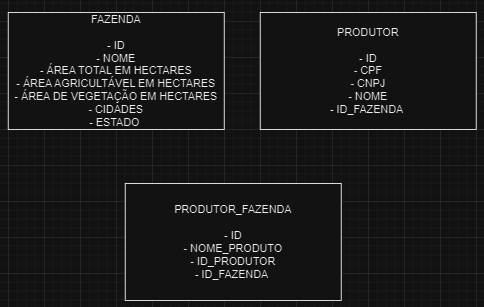 FAZENDA
- ID
- NOME
- ÁREA TOTAL EM HECTARES
- ÁREA AGRICULTÁVEL EM HECTARES
- ÁREA DE VEGETAÇÃO EM HECTARES
- CIDADES
- ESTADO
PRODUTOR
- ID
- CPF
- CNPJ
- NOME
- ID_FAZENDA
PRODUTOR_FAZENDA
- ID
- NOME_PRODUTO
- ID_PRODUTOR
- ID_FAZENDA